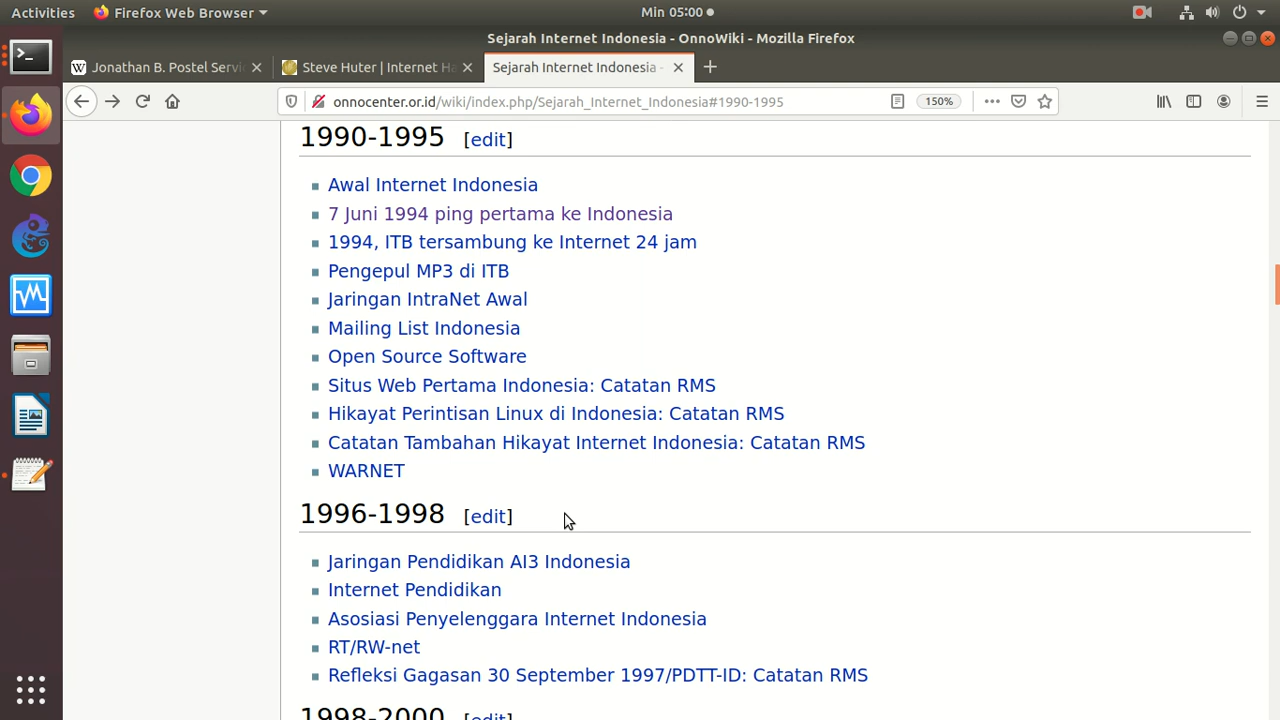 Activities Firefox Web Browser Min 05:00
Sejarah Internet Indonesia - OnnoWiki - Mozilla Firefox
Jonathan B. Postel Servi Steve Huter | Internet Ha Sejarah Internet Indonesia -
onnocenter.or.id/wiki/index.php/Sejarah_Internet_Indonesia#1990-1995 150%
1990-1995 [edit]
Awal Internet Indonesia
7 Juni 1994 ping pertama ke Indonesia
1994, ITB tersambung ke Internet 24 jam
Pengepul MP3 di ITB
Jaringan IntraNet Awal
Mailing List Indonesia
Open Source Software
Situs Web Pertama Indonesia: Catatan RMS
Hikayat Perintisan Linux di Indonesia: Catatan RMS
Catatan Tambahan Hikayat Internet Indonesia: Catatan RMS
WARNET
1996-1998 [edit]
Jaringan Pendidikan AI3 Indonesia
Internet Pendidikan
Asosiasi Penyelenggara Internet Indonesia
RT/RW-net
Refleksi Gagasan 30 September 1997/PDTT-ID: Catatan RMS
1998-2000 [edit]